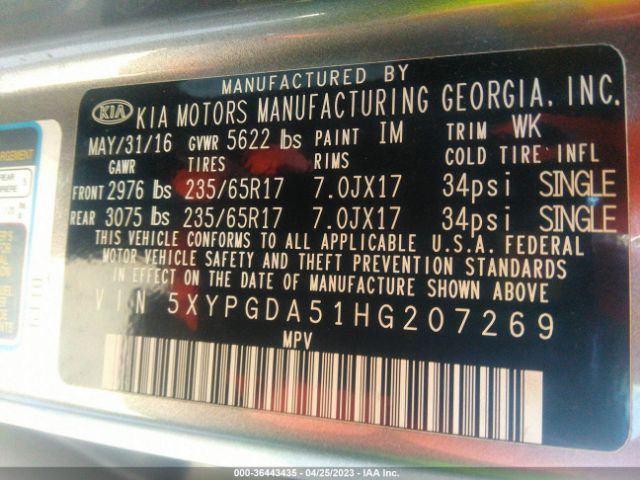 MANUFACTURED BY
KIA KIA MOTORS MANUFACTURING GEORGIA, INC.
MAY/31/16 GVWR 5622 lbs PAINT IM TRIM WK
GAWR TIRES RIMS COLD TIRE INFL
FRONT 2976 lbs 235/65R17 7.0JX17 34psi SINGLE
REAR 3075 lbs 235/65R17 7.0JX17 34psi SINGLE
THIS VEHICLE CONFORMS TO ALL APPLICABLE U.S.A. FEDERAL
MOTOR VEHICLE SAFETY AND THEFT PREVENTION STANDARDS
IN EFFECT ON THE DATE OF MANUFACTURE SHOWN ABOVE
VIN 5XYPGDA51HG207269
MPV
REAR
000-36443435 - 04/25/2023 - IAA Inc.